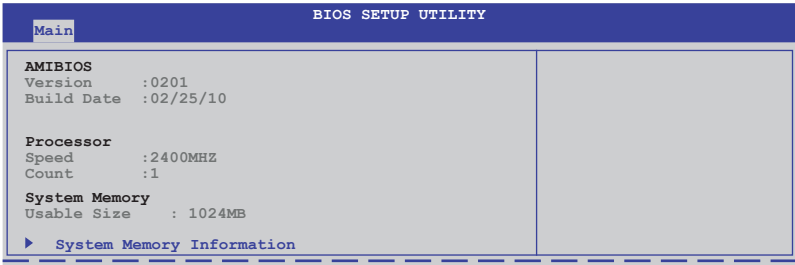 BIOS SETUP UTILITY
Main
AMIBIOS
Version :0201
Build Date :02/25/10
Processor
Speed :2400MHZ
Count :1
System Memory
Usable Size : 1024MB
System Memory Information